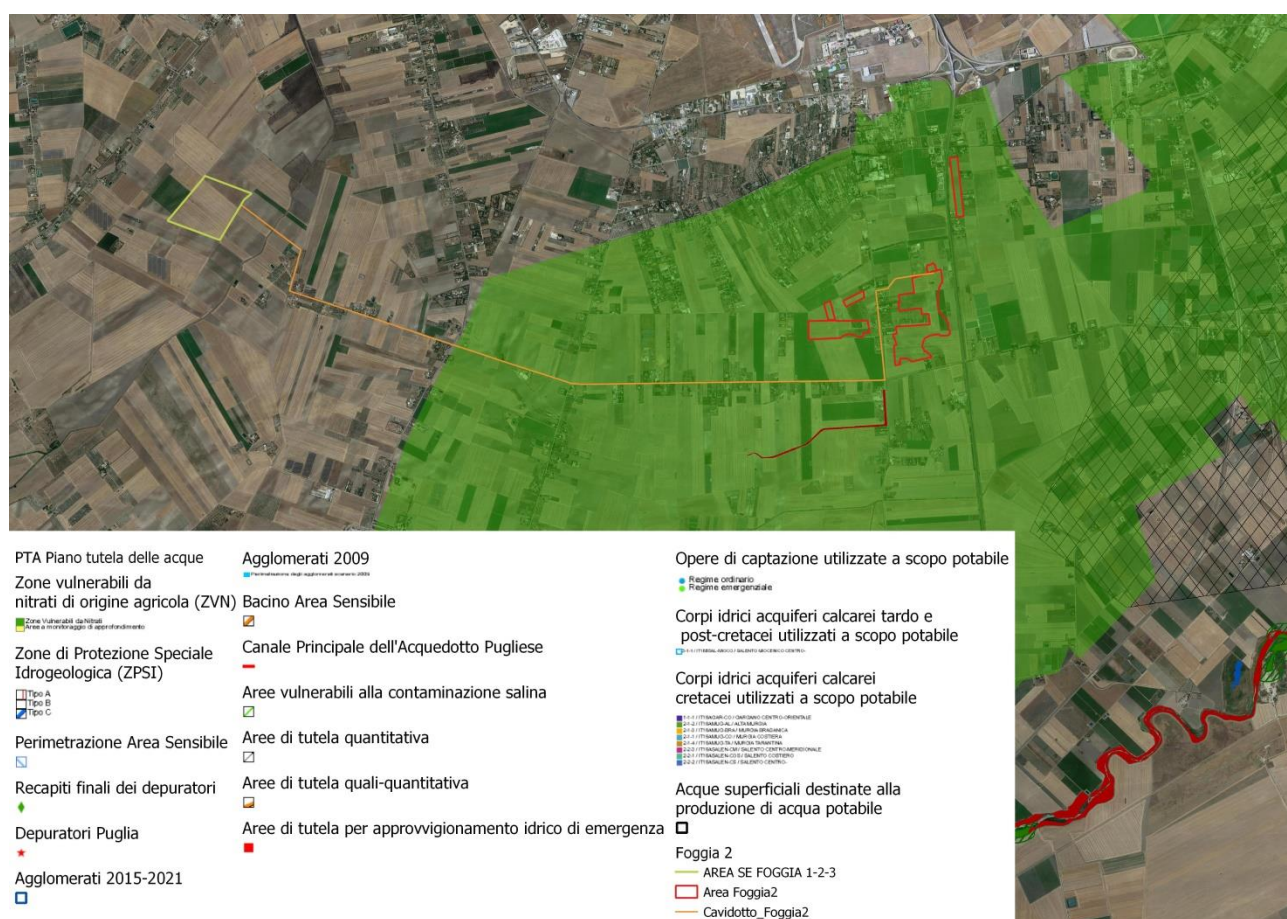 PTA Piano tutela delle acque
Zone vulnerabili da
nitrati di origine agricola (ZVN)
Zone Vulnerabili da Nitrati
Aree a monitoraggio di approfondimento
Zone di Protezione Speciale
Idrogeologica (ZPSI)
Tipo A
Tipo B
Tipo C
Perimetrazione Area Sensibile
Recapiti finali dei depuratori
Depuratori Puglia
Agglomerati 2015-2021
Agglomerati 2009
Perimetrazione degli agglomerati scenario 2009
Bacino Area Sensibile
Canale Principale dell'Acquedotto Pugliese
Aree vulnerabili alla contaminazione salina
Aree di tutela quantitativa
Aree di tutela quali-quantitativa
Aree di tutela per approvvigionamento idrico di emergenza
Opere di captazione utilizzate a scopo potabile
Regime ordinario
Regime emergenziale
Corpi idrici acquiferi calcarei tardo e
post-cretacei utilizzati a scopo potabile
Corpi idrici acquiferi calcarei
cretacei utilizzati a scopo potabile
Acque superficiali destinate alla
produzione di acqua potabile
Foggia 2
AREA SE FOGGIA 1-2-3
Area Foggia2
Cavidotto_Foggia2